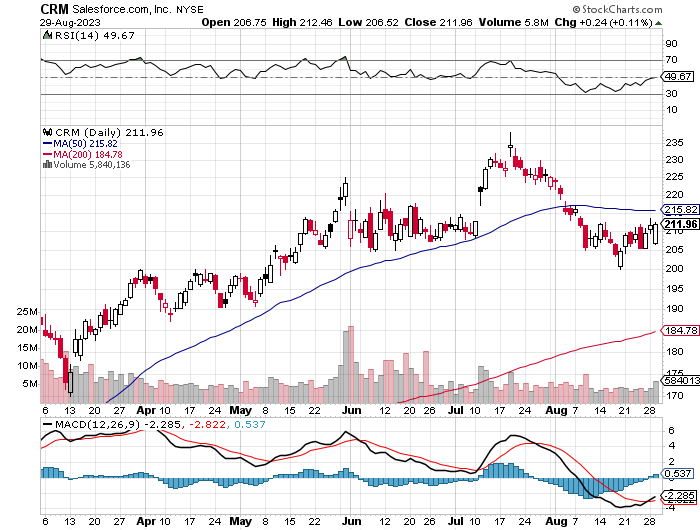 CRM Salesforce.com, Inc. NYSE © StockCharts.com
29-Aug-2023 Open 206.75 High 212.46 Low 206.52 Close 211.96 Volume 5.8M Chg +0.24 (+0.11%)
RSI(14) 49.67
90
70
49.67
30
10
CRM (Daily) 211.96
MA(50) 215.82
MA(200) 184.78
Volume 5,840,136
235
230
225
220
215.82
211.96
210
205
200
195
190
184.78
180
175
170
25M
20M
15M
10M
5M
5840136
6 13 20 27 Apr 10 17 24 May 8 15 22 Jun 12 20 26 Jul 10 17 24 Aug 7 14 21 28
MACD(12,26,9) -2.285, -2.822, 0.537
6
4
2
0.537
-2.285
-4
6 13 20 27 Apr 10 17 24 May 8 15 22 Jun 12 20 26 Jul 10 17 24 Aug 7 14 21 28